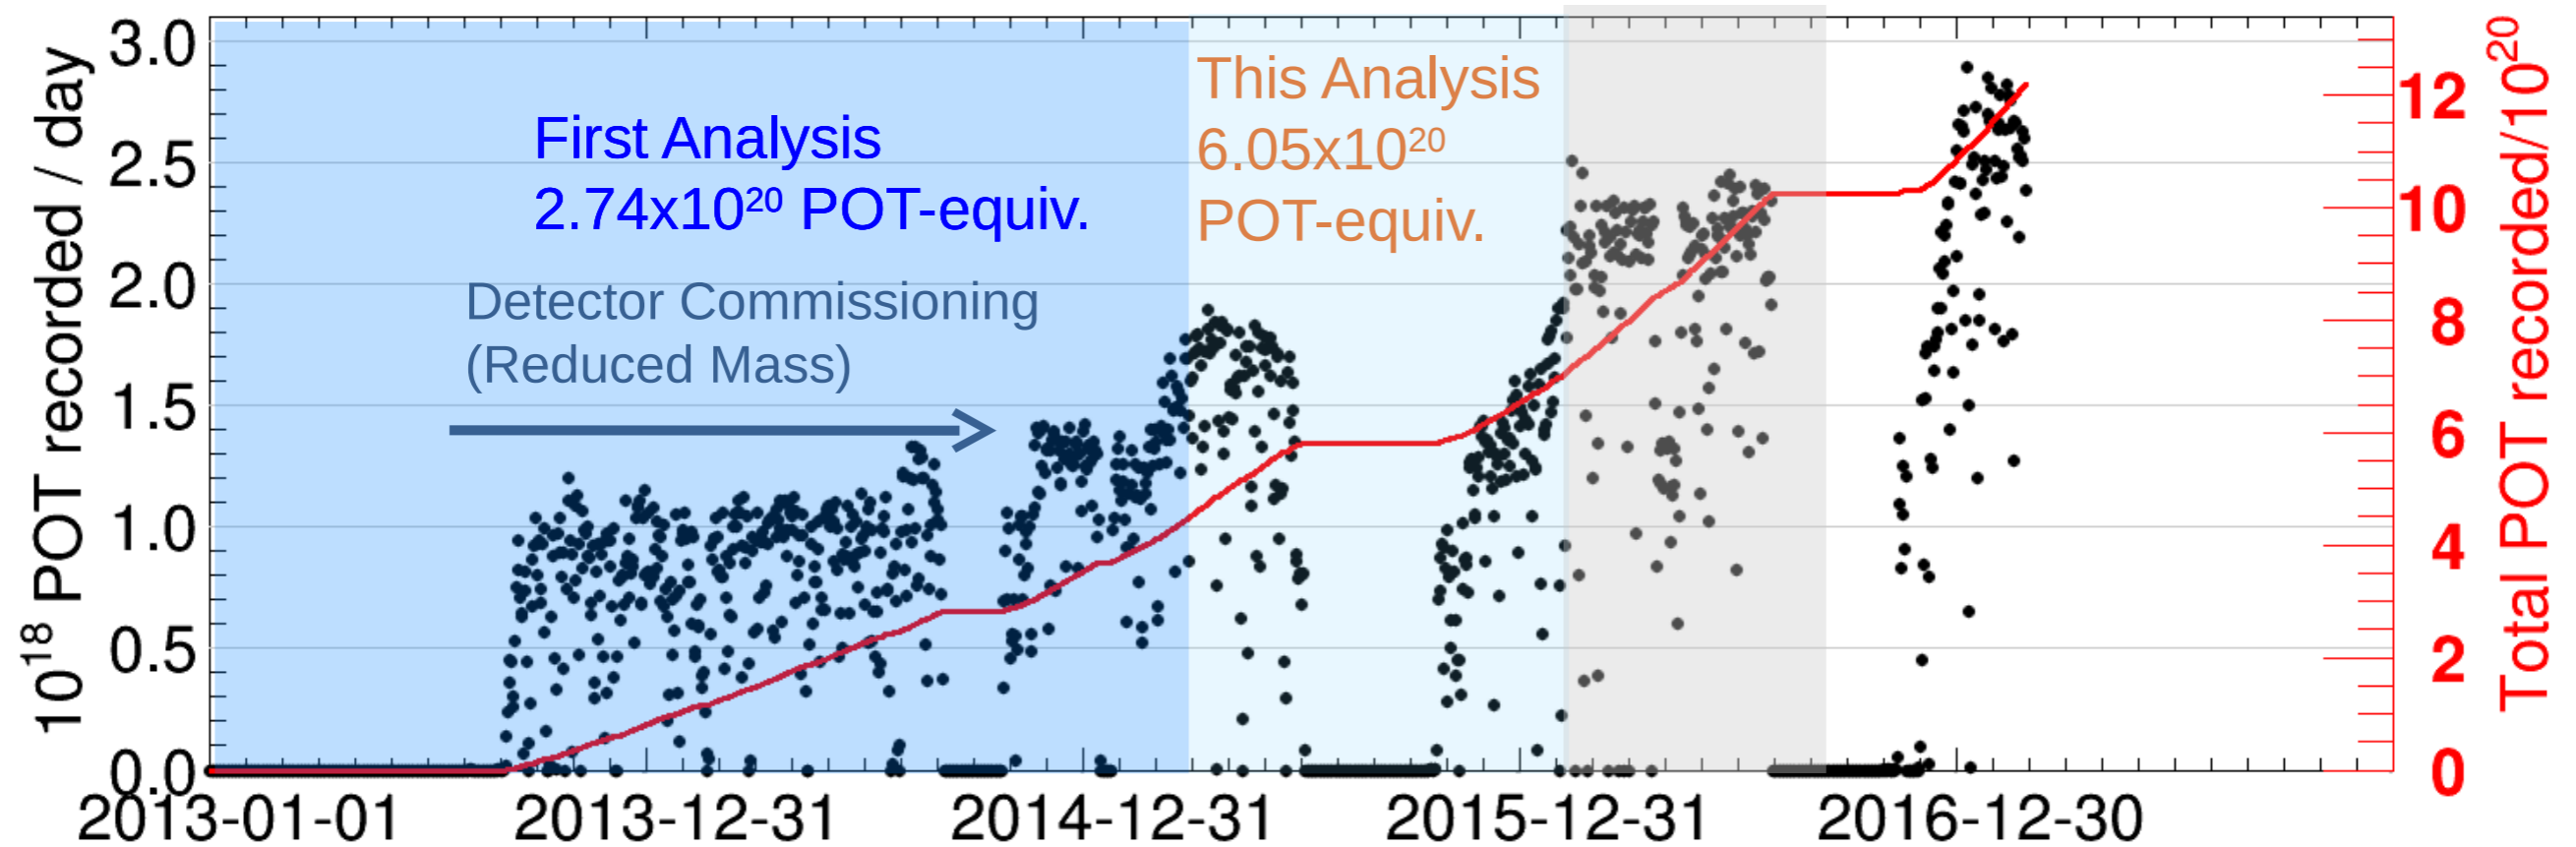 10¹⁸ POT recorded / day
3.0
2.5
2.0
1.5
1.0
0.5
0.0
First Analysis
2.74x10²⁰ POT-equiv.
Detector Commissioning
(Reduced Mass)
This Analysis
6.05x10²⁰
POT-equiv.
12
10
8
6
4
2
0
Total POT recorded/10²⁰
2013-01-01
2013-12-31
2014-12-31
2015-12-31
2016-12-30